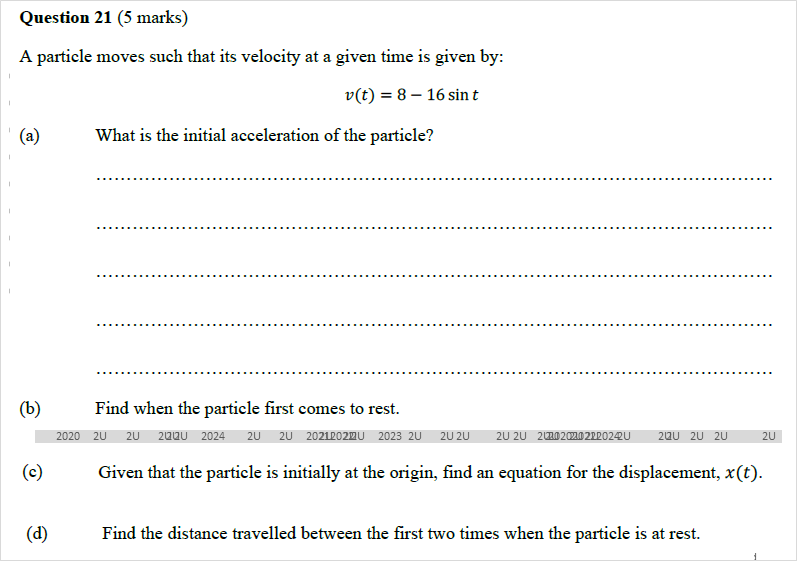 Question 21 (5 marks)
A particle moves such that its velocity at a given time is given by:
v(t) = 8 − 16 sin t
(a) What is the initial acceleration of the particle?
(b) Find when the particle first comes to rest.
2020 2U 2U 2U 2024 2U 2U 2023 2U 2U 2U 2U 2U 2U 2U 2U 2U
(c) Given that the particle is initially at the origin, find an equation for the displacement, x(t).
(d) Find the distance travelled between the first two times when the particle is at rest.